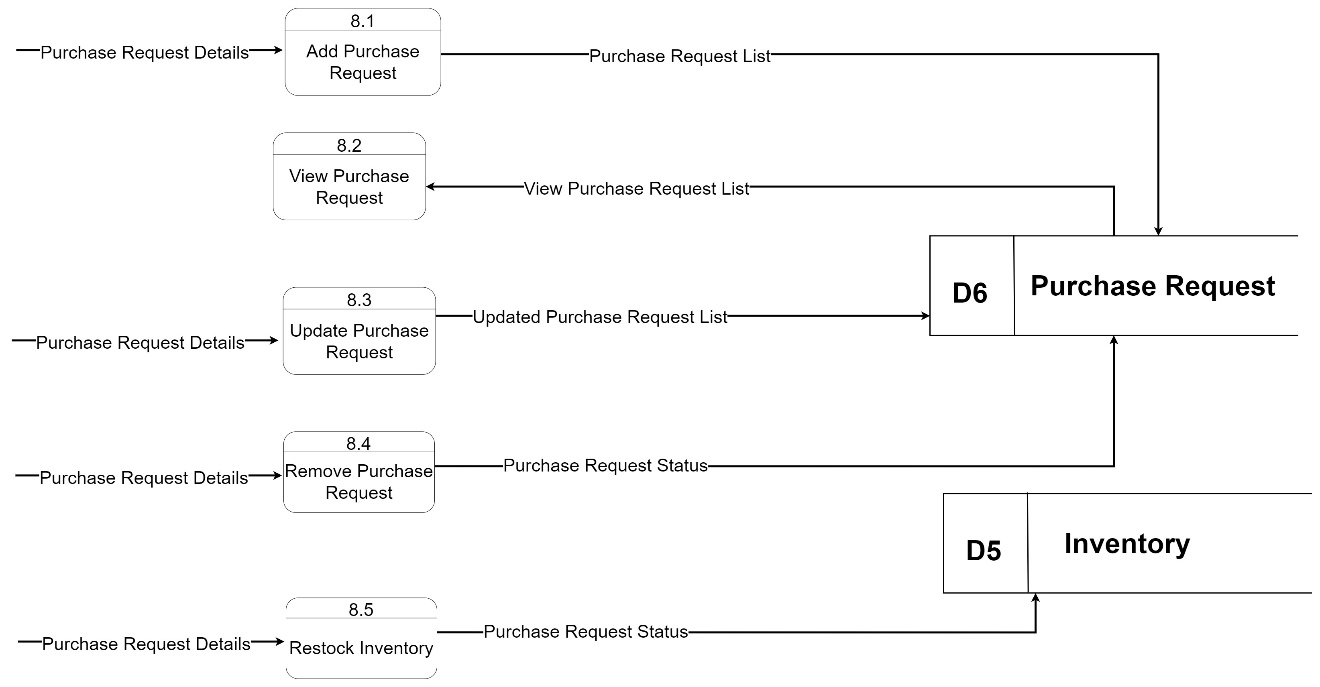 8.1
Purchase Request Details
Add Purchase
Request
Purchase Request List
8.2
View Purchase
Request
View Purchase Request List
D6
Purchase Request
8.3
Purchase Request Details
Update Purchase
Request
Updated Purchase Request List
8.4
Purchase Request Details
Remove Purchase
Request
Purchase Request Status
D5
Inventory
8.5
Purchase Request Details
Restock Inventory
Purchase Request Status